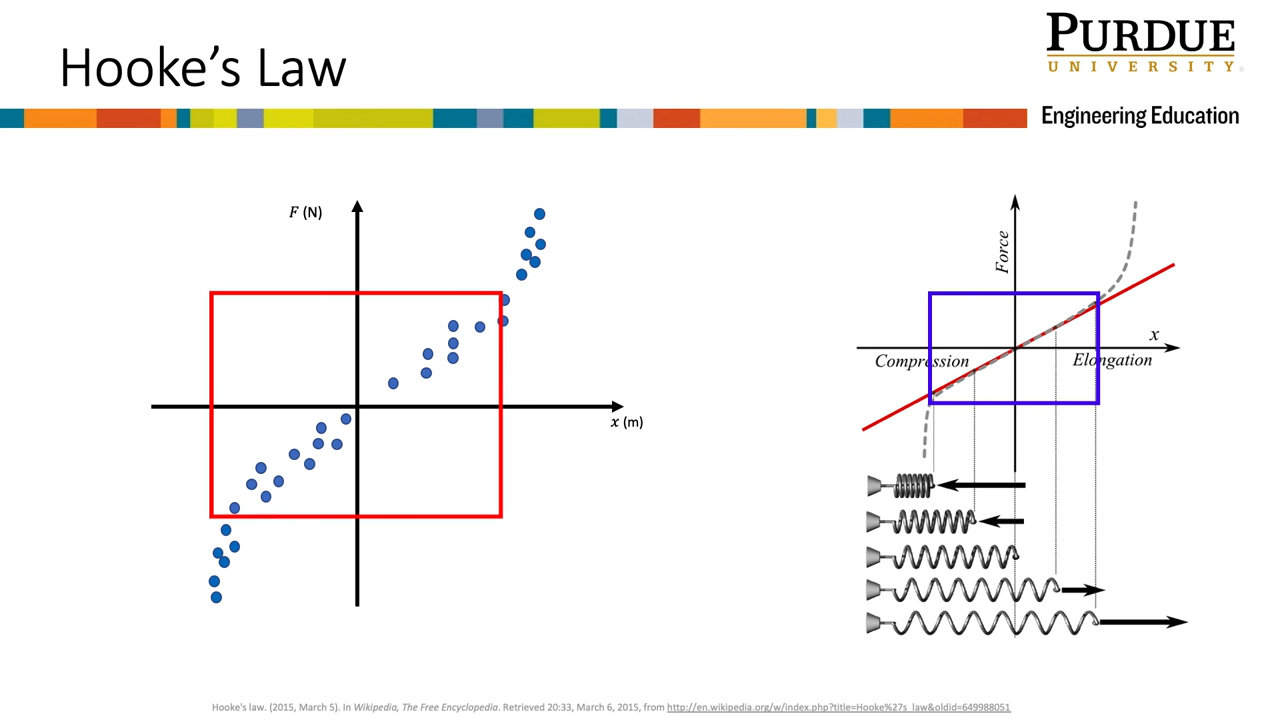 Hooke's Law
PURDUE
UNIVERSITY®
Engineering Education
F (N)
x (m)
Force
x
Compression
Elongation
Hooke's law. (2015, March 5). In Wikipedia, The Free Encyclopedia. Retrieved 20:33, March 6, 2015, from http://en.wikipedia.org/w/index.php?title=Hooke%27s_law&oldid=649988051